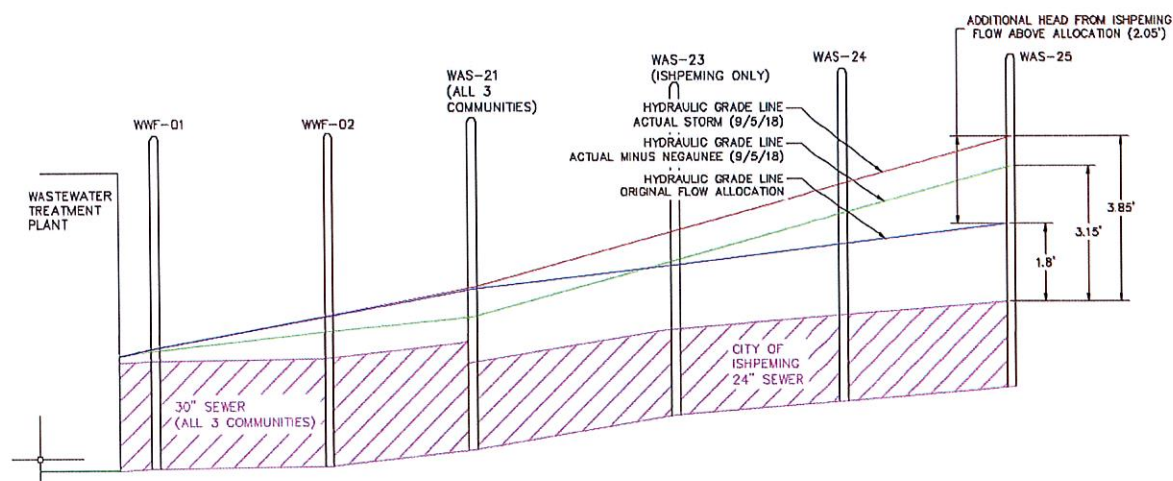 ADDITIONAL HEAD FROM ISHPEMING
FLOW ABOVE ALLOCATION (2.05')
WAS-25
WAS-24
WAS-23
(ISHPEMING ONLY)
WAS-21
(ALL 3
COMMUNITIES)
WWF-02
WWF-01
HYDRAULIC GRADE LINE
ACTUAL STORM (9/5/18)
HYDRAULIC GRADE LINE
ACTUAL MINUS NEGAUNEE (9/5/18)
HYDRAULIC GRADE LINE
ORIGINAL FLOW ALLOCATION
WASTEWATER
TREATMENT
PLANT
3.85'
3.15'
1.8'
CITY OF
ISHPEMING
24" SEWER
30" SEWER
(ALL 3 COMMUNITIES)